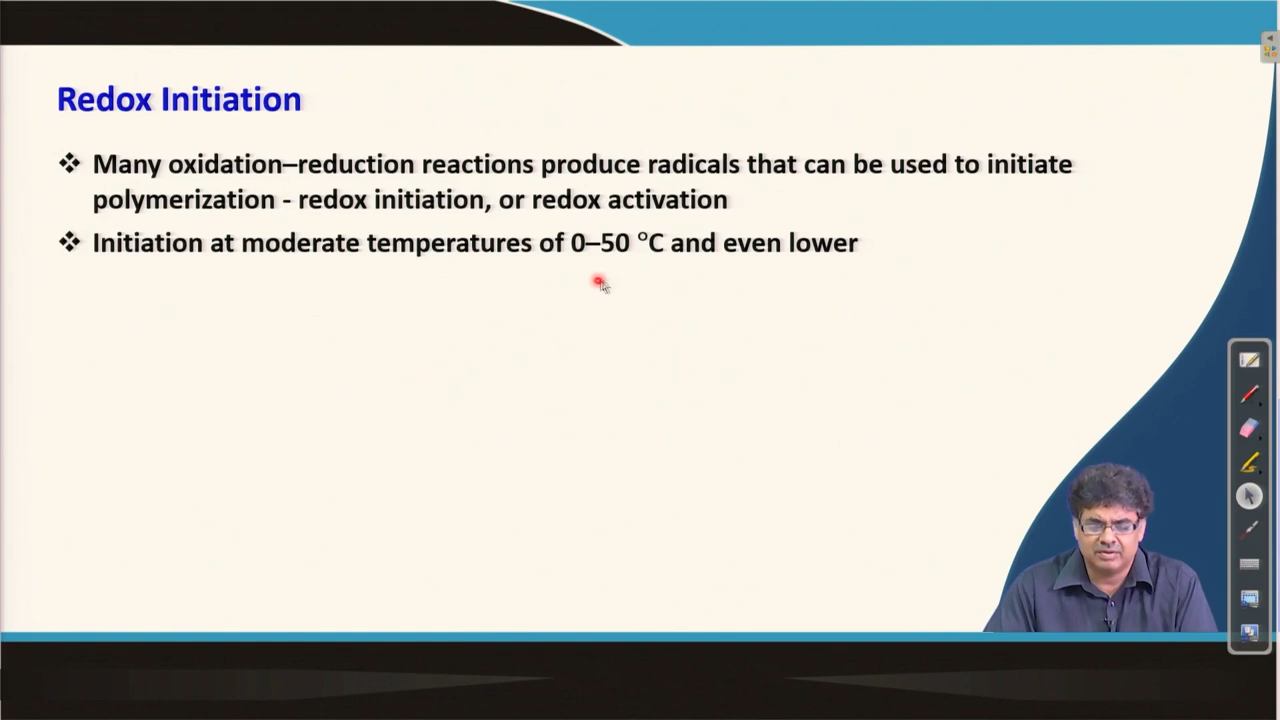 Redox Initiation
❖ Many oxidation–reduction reactions produce radicals that can be used to initiate
polymerization - redox initiation, or redox activation
❖ Initiation at moderate temperatures of 0–50 °C and even lower